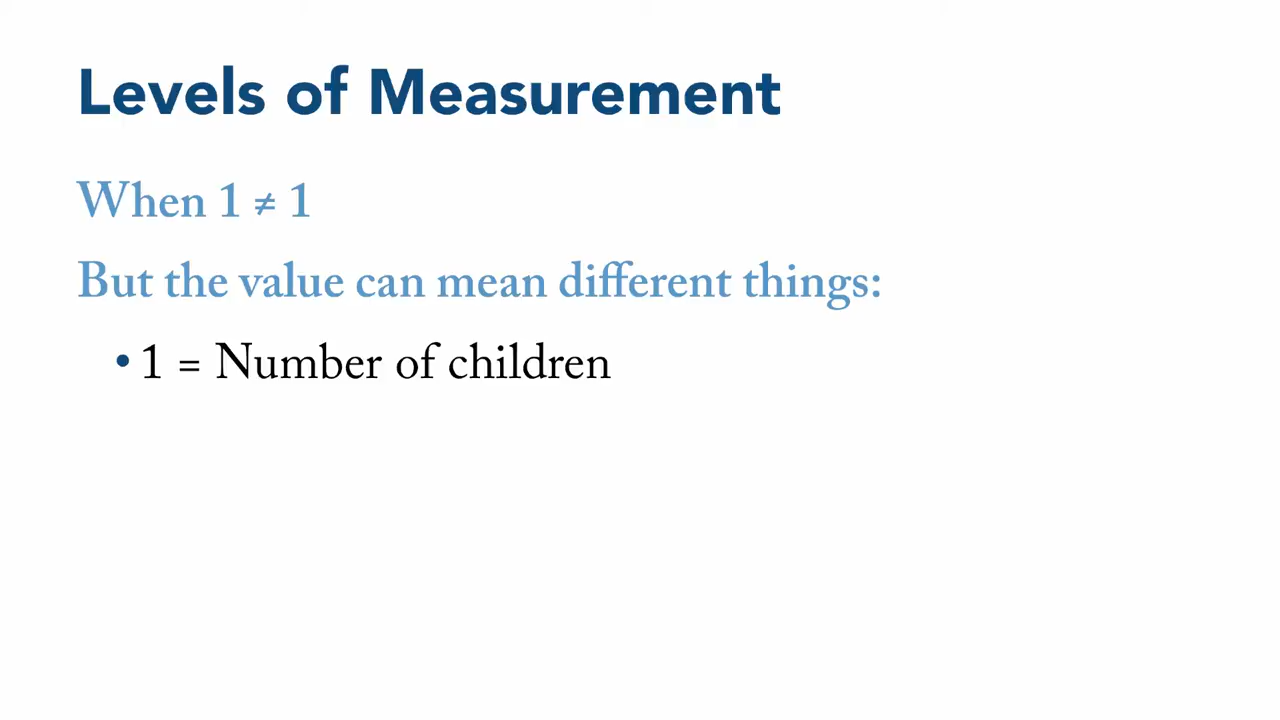 Levels of Measurement
When 1 ≠ 1
But the value can mean different things:
• 1 = Number of children